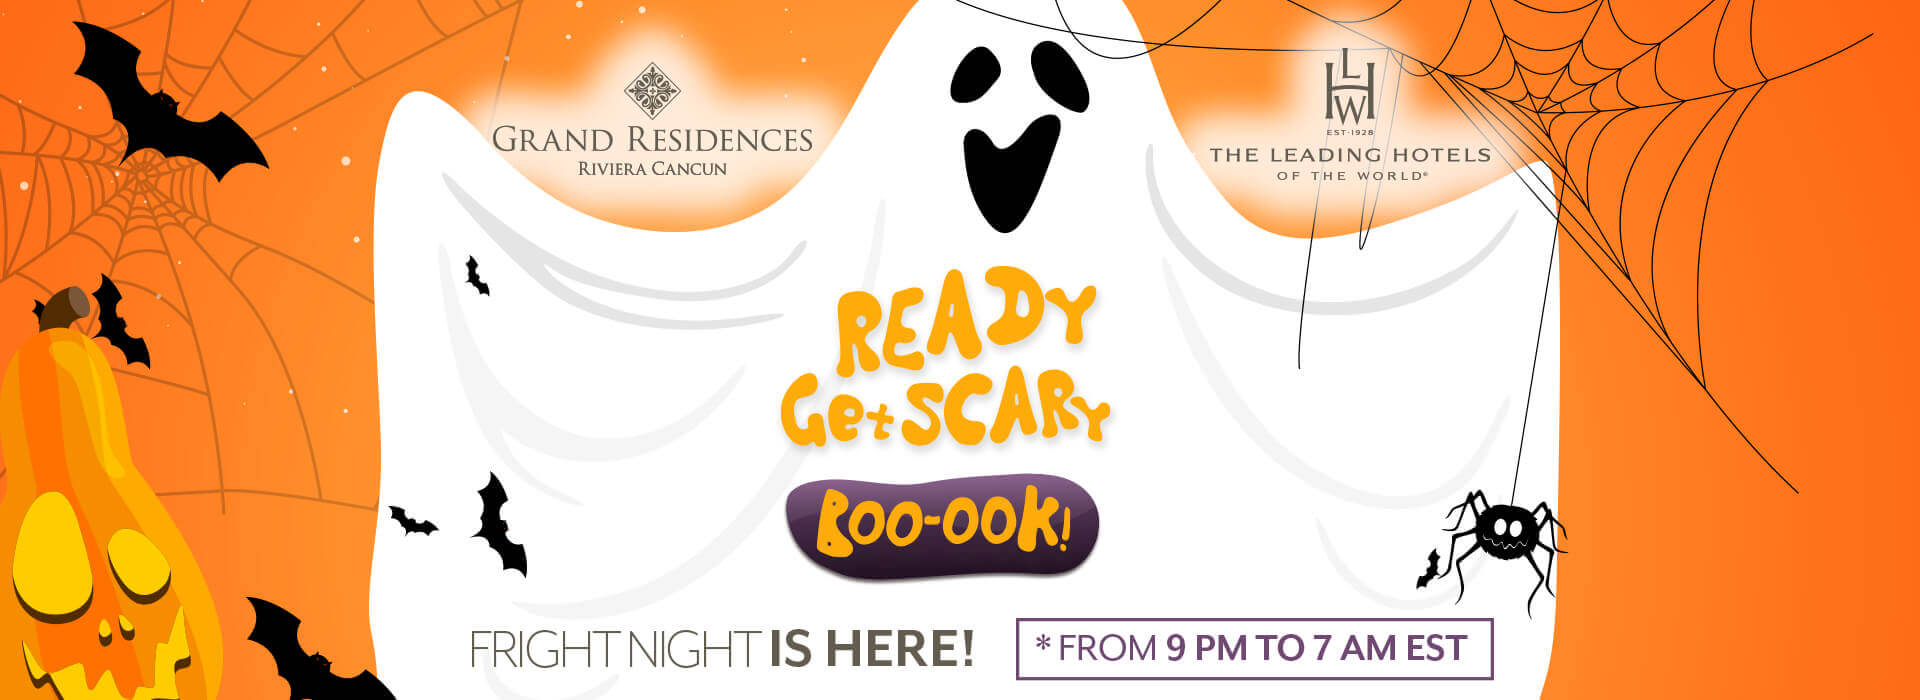 GRAND RESIDENCES
RIVIERA CANCUN
LHW
EST·1928
THE LEADING HOTELS
OF THE WORLD®
READY
Get SCARY
BOO-OOK!
FRIGHT NIGHT IS HERE!
* FROM 9 PM TO 7 AM EST